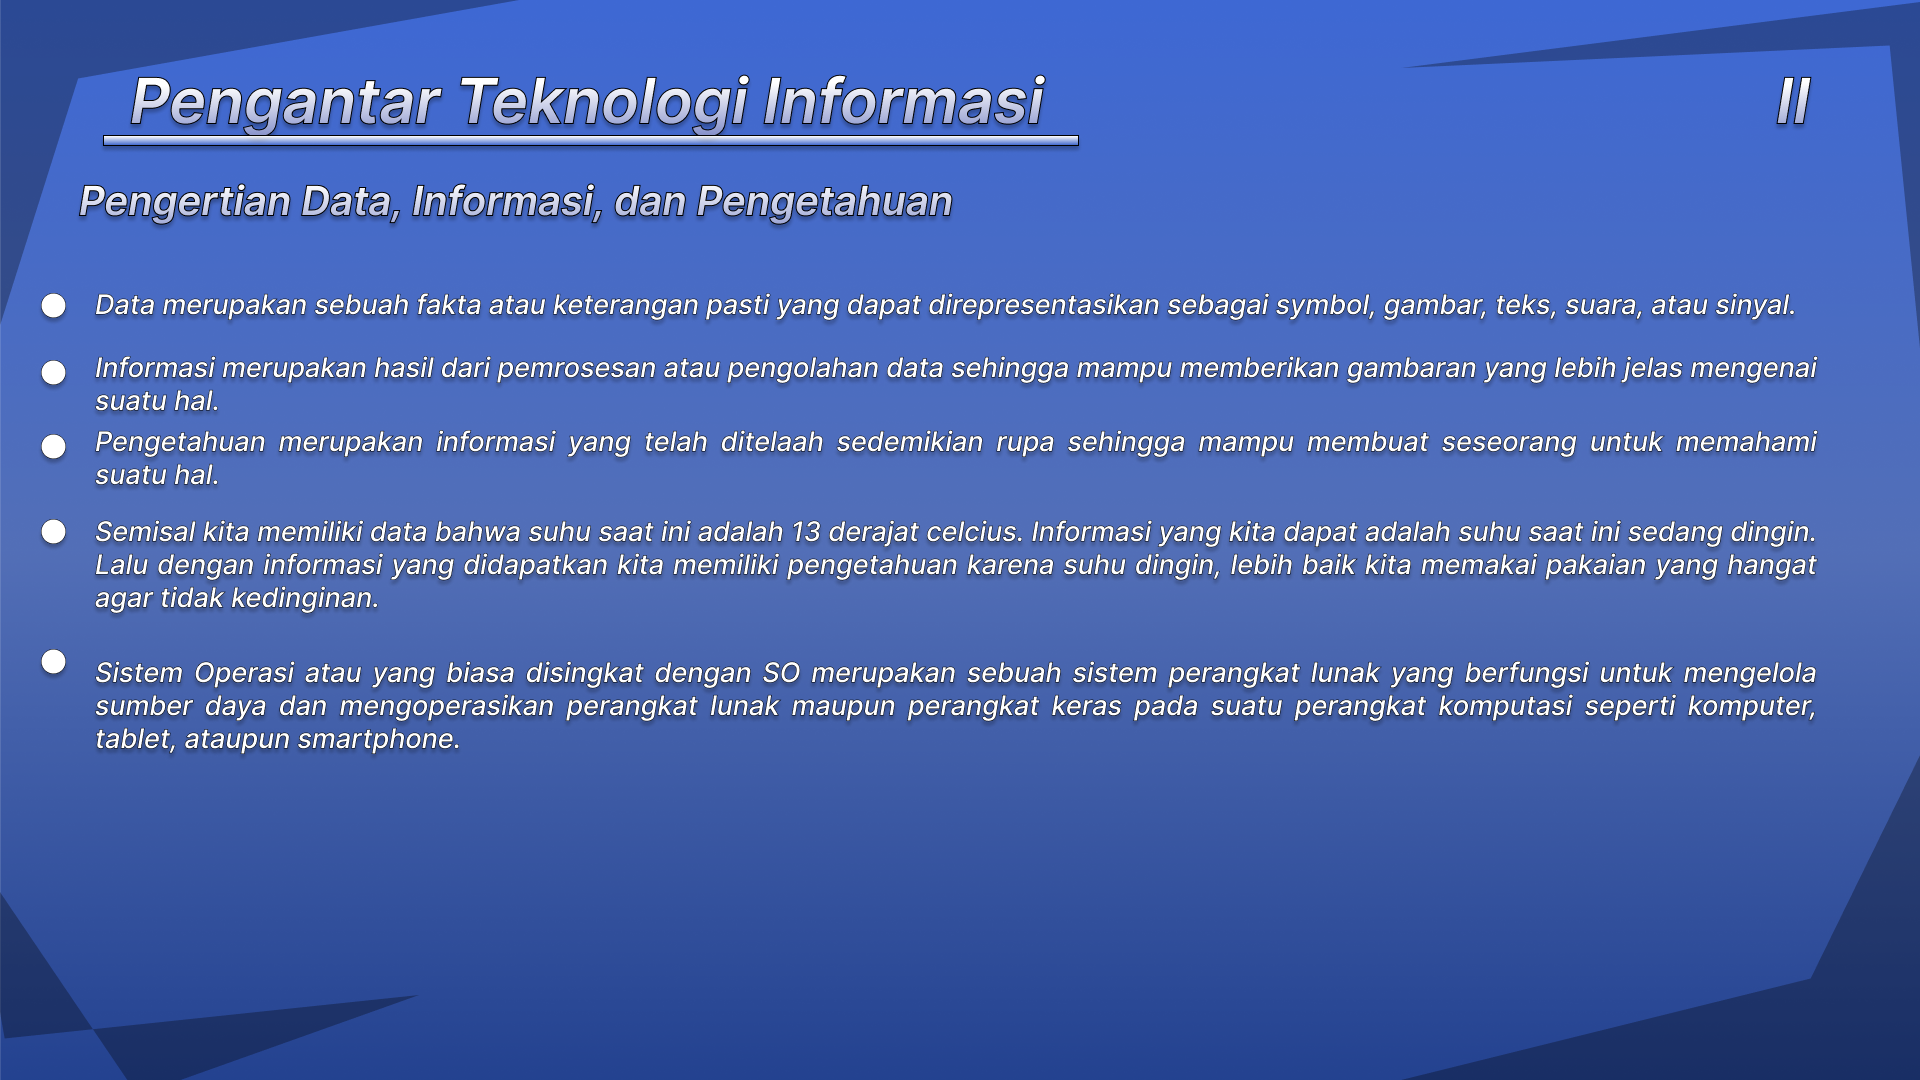 Pengantar Teknologi Informasi
II
Pengertian Data, Informasi, dan Pengetahuan
Data merupakan sebuah fakta atau keterangan pasti yang dapat direpresentasikan sebagai symbol, gambar, teks, suara, atau sinyal.
Informasi merupakan hasil dari pemrosesan atau pengolahan data sehingga mampu memberikan gambaran yang lebih jelas mengenai
suatu hal.
Pengetahuan merupakan informasi yang telah ditelaah sedemikian rupa sehingga mampu membuat seseorang untuk memahami
suatu hal.
Semisal kita memiliki data bahwa suhu saat ini adalah 13 derajat celcius. Informasi yang kita dapat adalah suhu saat ini sedang dingin.
Lalu dengan informasi yang didapatkan kita memiliki pengetahuan karena suhu dingin, lebih baik kita memakai pakaian yang hangat
agar tidak kedinginan.
Sistem Operasi atau yang biasa disingkat dengan SO merupakan sebuah sistem perangkat lunak yang berfungsi untuk mengelola
sumber daya dan mengoperasikan perangkat lunak maupun perangkat keras pada suatu perangkat komputasi seperti komputer,
tablet, ataupun smartphone.